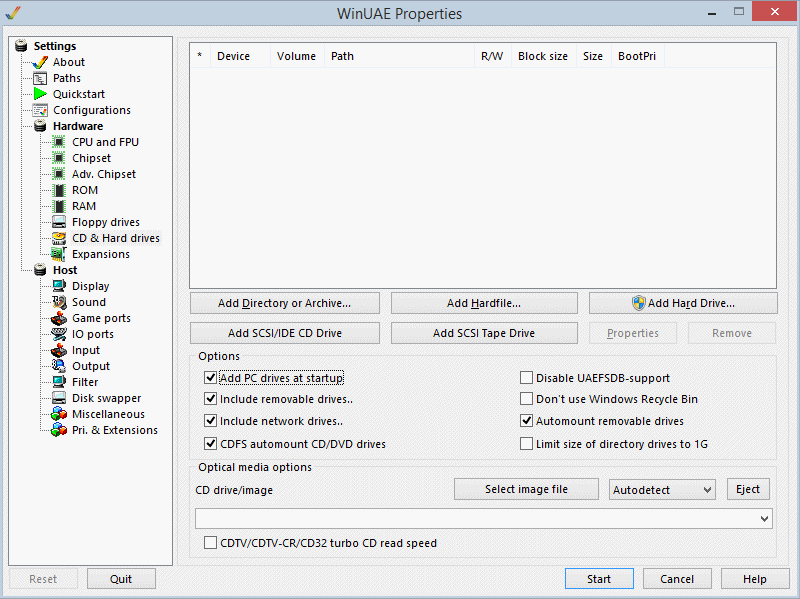 WinUAE Properties
Settings
About
Paths
Quickstart
Configurations
Hardware
CPU and FPU
Chipset
Adv. Chipset
ROM
RAM
Floppy drives
CD & Hard drives
Expansions
Host
Display
Sound
Game ports
IO ports
Input
Output
Filter
Disk swapper
Miscellaneous
Pri. & Extensions
* Device Volume Path R/W Block size Size BootPri
Add Directory or Archive... Add Hardfile... Add Hard Drive...
Add SCSI/IDE CD Drive Add SCSI Tape Drive Properties Remove
Options
Add PC drives at startup Disable UAEFSDB-support
Include removable drives.. Don't use Windows Recycle Bin
Include network drives.. Automount removable drives
CDFS automount CD/DVD drives Limit size of directory drives to 1G
Optical media options
CD drive/image Select image file Autodetect Eject
CDTV/CDTV-CR/CD32 turbo CD read speed
Reset Quit Start Cancel Help